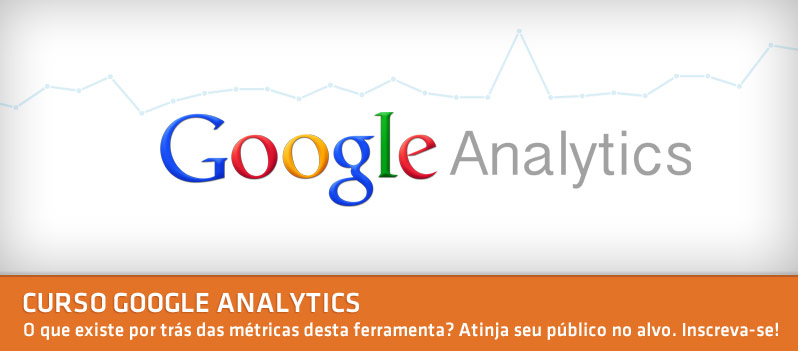 Google Analytics
CURSO GOOGLE ANALYTICS
O que existe por trás das métricas desta ferramenta? Atinja seu público no alvo. Inscreva-se!